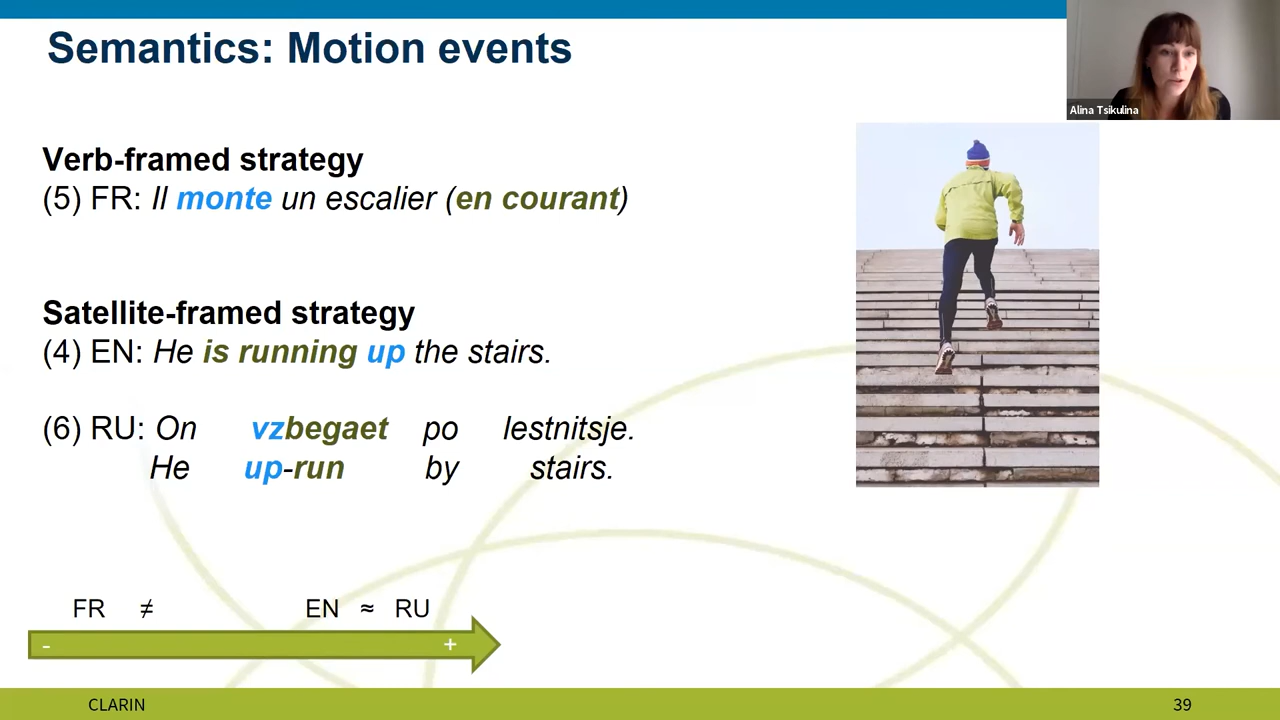 Semantics: Motion events
Alina Tsikulina
Verb-framed strategy
(5) FR: Il monte un escalier (en courant)
Satellite-framed strategy
(4) EN: He is running up the stairs.
(6) RU: On vzbegaet po lestnitsje.
He up-run by stairs.
FR ≠ EN ≈ RU
- +
CLARIN 39